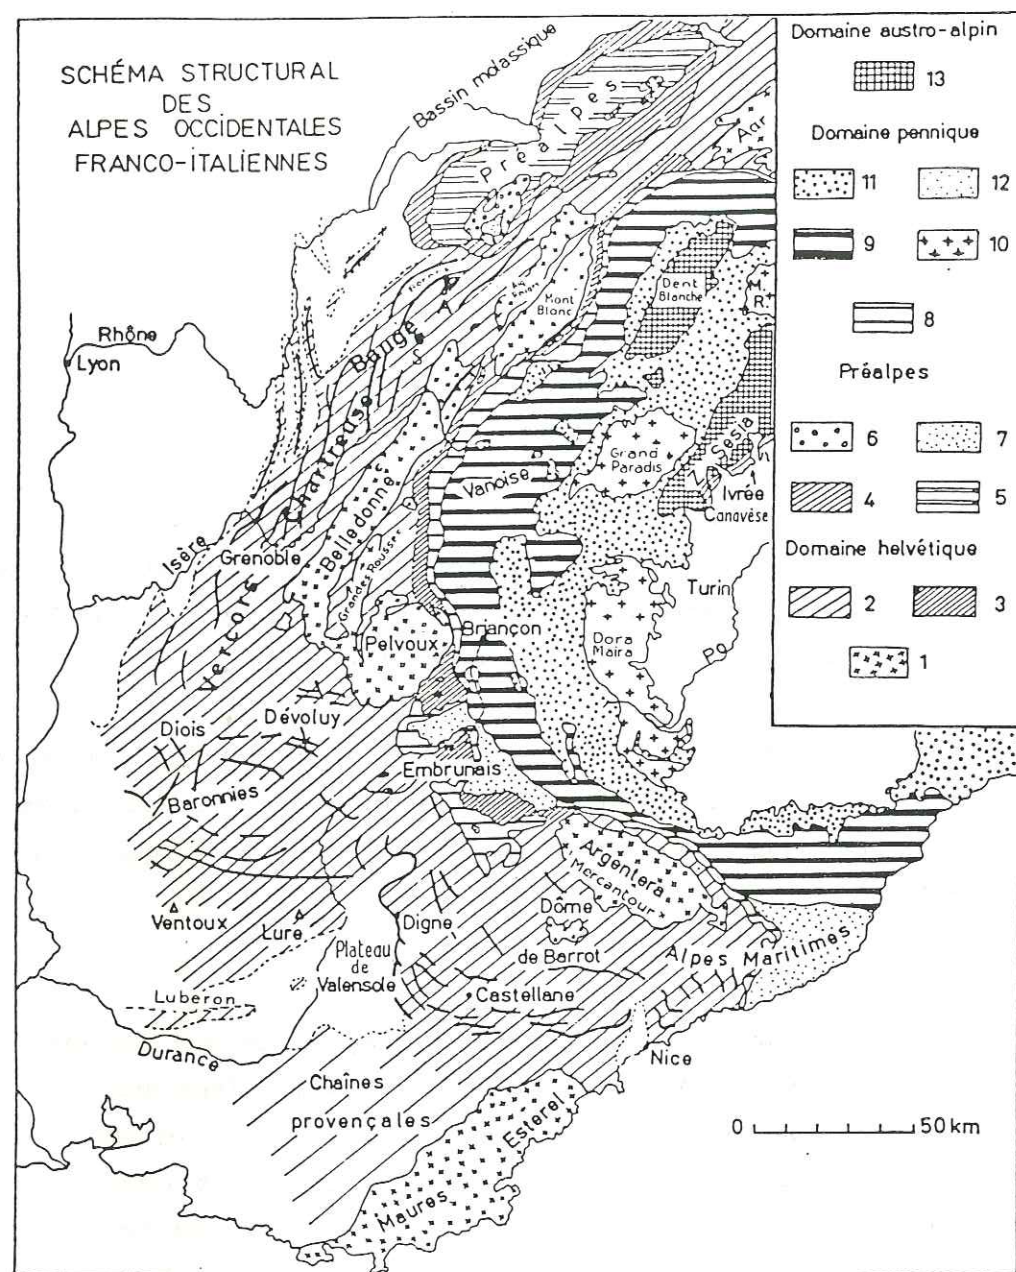 SCHÉMA STRUCTURAL
DES
ALPES OCCIDENTALES
FRANCO-ITALIENNES
Bassin molassique
Préalpes
Aar
Mont
Blanc
Dent
Blanche
M.
R.
Rhône
Lyon
Bauges
A
S
Chartreuse
Belledonne
Grandes Rousses
Vanoise
Grand
Paradis
Sesia
Ivrée
Canavèse
Isère
Grenoble
Vercors
Pelvoux
Briançon
Dora
Maira
Turin
Po
Diois
Dévoluy
Embrunais
Baronnies
Argentera
Mercantour
Ventoux
Lure
Digne
Dôme
de Barrot
Alpes Maritimes
Plateau
de
Valensole
Luberon
Castellane
Durance
Nice
Chaînes
provençales
Esterel
Maures
0 50 km
Domaine austro-alpin
13
Domaine pennique
11 12
9 10
8
Préalpes
6 7
4 5
Domaine helvétique
2 3
1